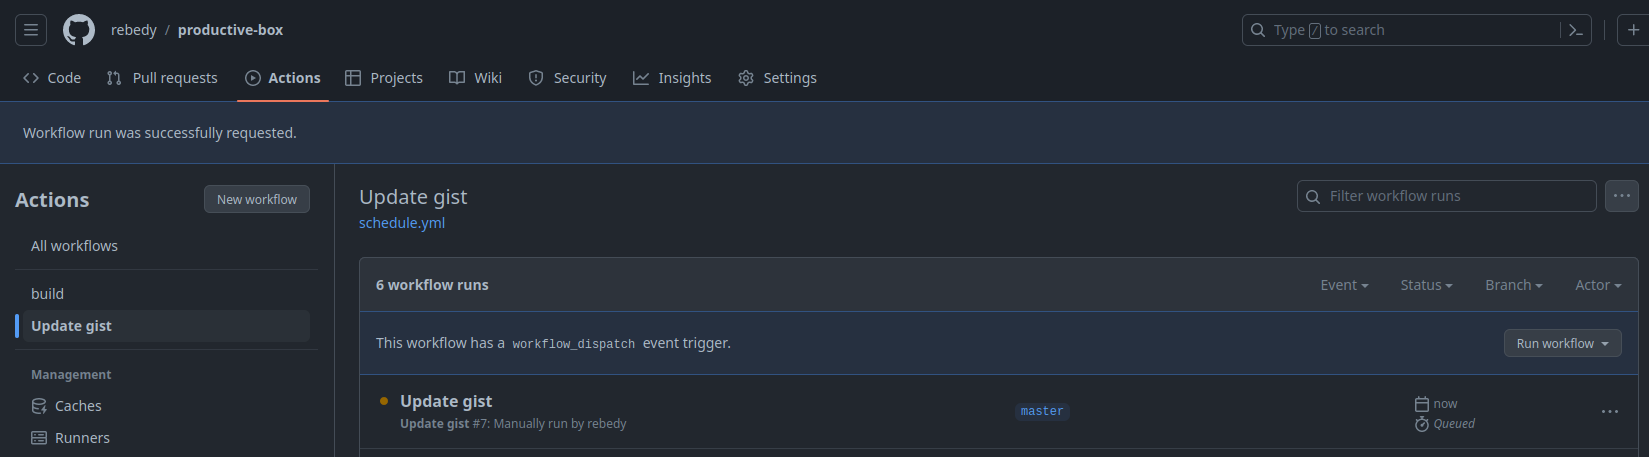 rebedy / productive-box
Type / to search
Code Pull requests Actions Projects Wiki Security Insights Settings
Workflow run was successfully requested.
Actions
New workflow
All workflows
build
Update gist
Management
Caches
Runners
Update gist
schedule.yml
Filter workflow runs
6 workflow runs
Event Status Branch Actor
This workflow has a workflow_dispatch event trigger.
Run workflow
Update gist
Update gist #7: Manually run by rebedy
master
now
Queued